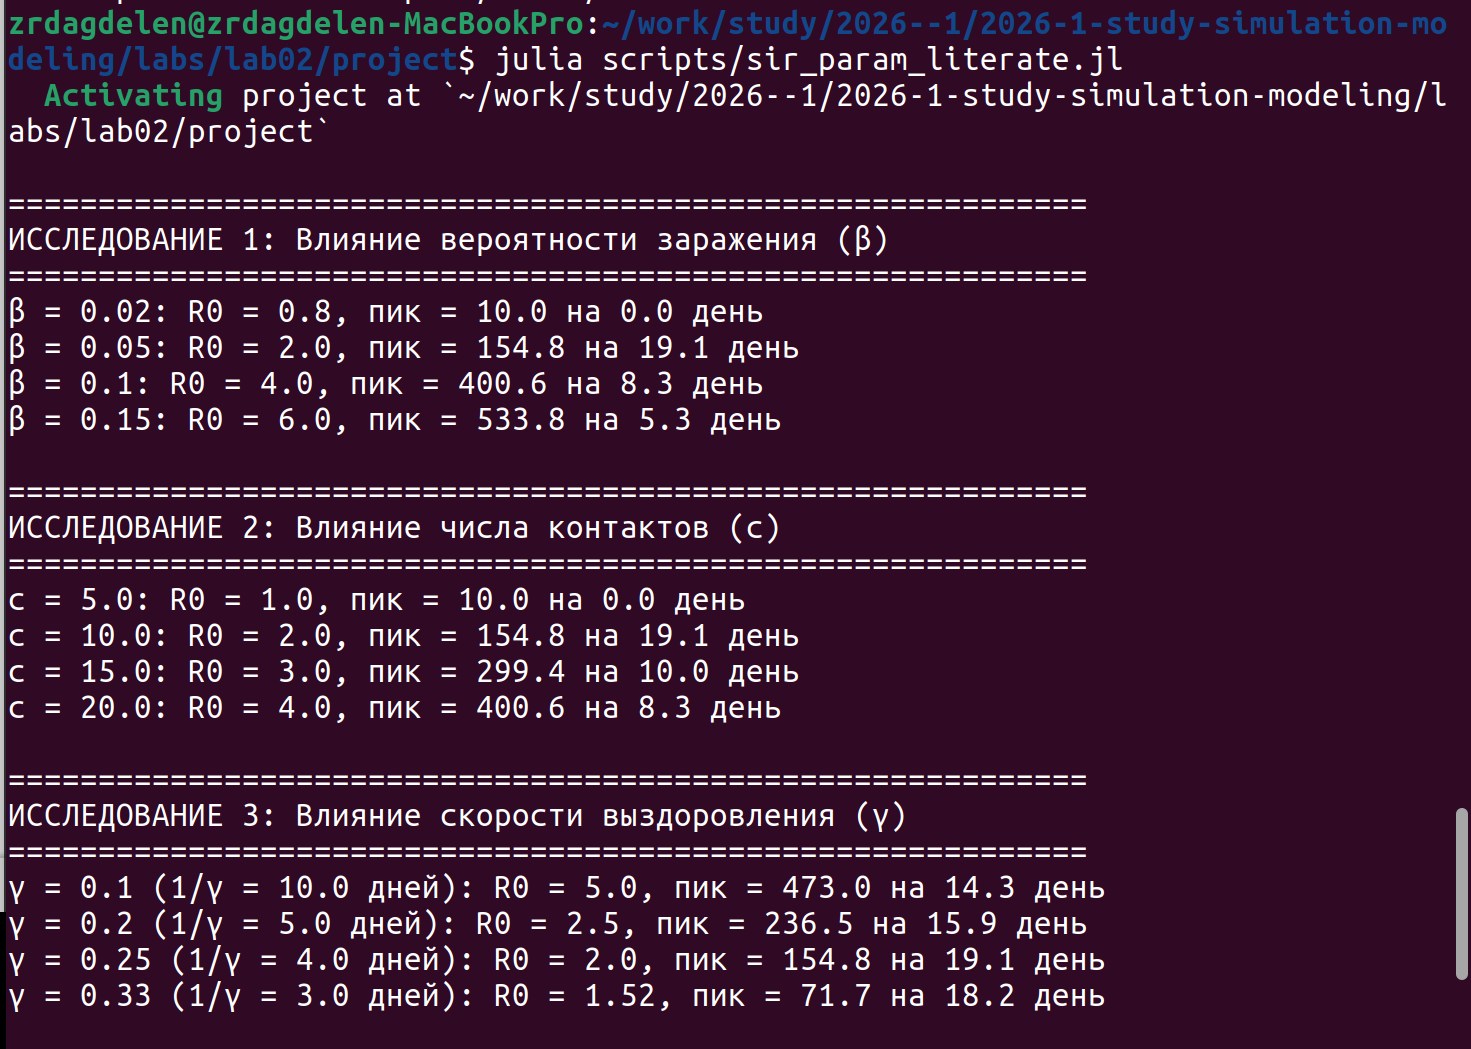 zrdagdelen@zrdagdelen-MacBookPro:~/work/study/2026--1/2026-1-study-simulation-mo
deling/labs/lab02/project$ julia scripts/sir_param_literate.jl
  Activating project at `~/work/study/2026--1/2026-1-study-simulation-modeling/l
abs/lab02/project`
============================================================
ИССЛЕДОВАНИЕ 1: Влияние вероятности заражения (β)
============================================================
β = 0.02: R0 = 0.8, пик = 10.0 на 0.0 день
β = 0.05: R0 = 2.0, пик = 154.8 на 19.1 день
β = 0.1: R0 = 4.0, пик = 400.6 на 8.3 день
β = 0.15: R0 = 6.0, пик = 533.8 на 5.3 день
============================================================
ИССЛЕДОВАНИЕ 2: Влияние числа контактов (c)
============================================================
c = 5.0: R0 = 1.0, пик = 10.0 на 0.0 день
c = 10.0: R0 = 2.0, пик = 154.8 на 19.1 день
c = 15.0: R0 = 3.0, пик = 299.4 на 10.0 день
c = 20.0: R0 = 4.0, пик = 400.6 на 8.3 день
============================================================
ИССЛЕДОВАНИЕ 3: Влияние скорости выздоровления (γ)
============================================================
γ = 0.1 (1/γ = 10.0 дней): R0 = 5.0, пик = 473.0 на 14.3 день
γ = 0.2 (1/γ = 5.0 дней): R0 = 2.5, пик = 236.5 на 15.9 день
γ = 0.25 (1/γ = 4.0 дней): R0 = 2.0, пик = 154.8 на 19.1 день
γ = 0.33 (1/γ = 3.0 дней): R0 = 1.52, пик = 71.7 на 18.2 день